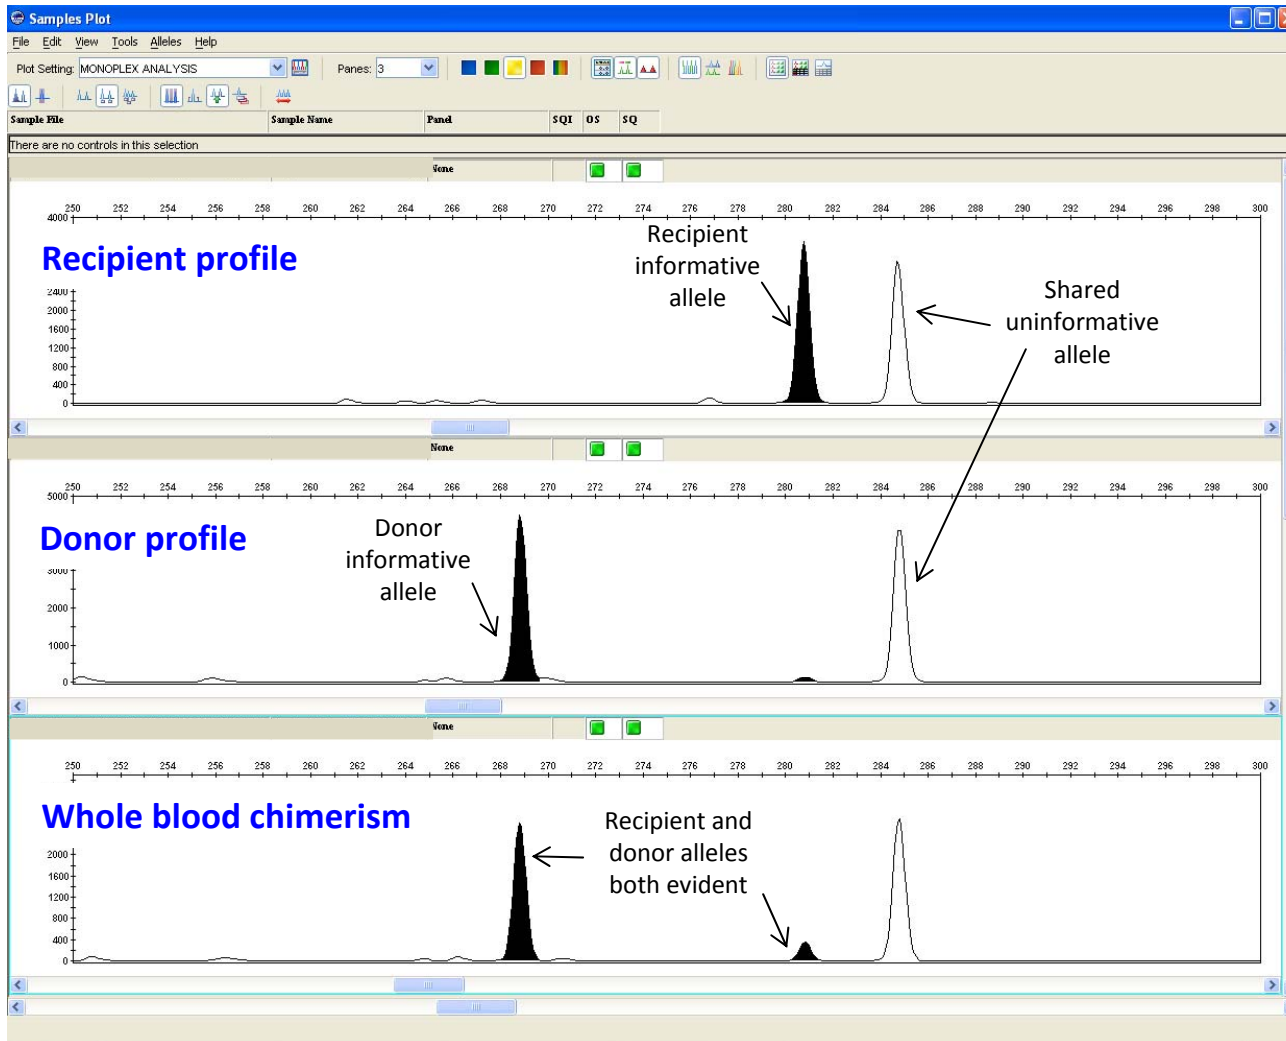 Samples Plot
File Edit View Tools Alleles Help
Plot Setting: MONOPLEX ANALYSIS Panes: 3
Sample File Sample Name Panel SQI OS SQ
There are no controls in this selection
None
250 252 254 256 258 260 262 264 266 268 270 272 274 276 278 280 282 284 286 288 290 292 294 296 298 300
4000
Recipient profile
Recipient
informative
allele
Shared
uninformative
allele
2400
2000
1600
1200
800
400
0
None
250 252 254 256 258 260 262 264 266 268 270 272 274 276 278 280 282 284 286 288 290 292 294 296 298 300
5000
Donor profile
Donor
informative
allele
3000
2000
1000
0
None
250 252 254 256 258 260 262 264 266 268 270 272 274 276 278 280 282 284 286 288 290 292 294 296 298 300
Whole blood chimerism
Recipient and
donor alleles
both evident
2000
1600
1200
800
400
0